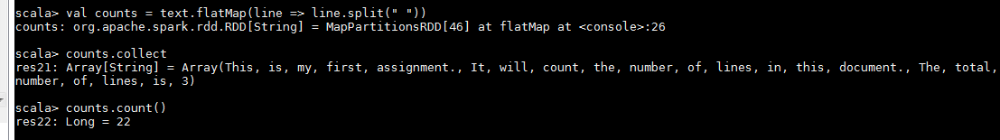 scala> val counts = text.flatMap(line => line.split(" "))
counts: org.apache.spark.rdd.RDD[String] = MapPartitionsRDD[46] at flatMap at <console>:26
scala> counts.collect
res21: Array[String] = Array(This, is, my, first, assignment., It, will, count, the, number, of, lines, in, this, document., The, total,
number, of, lines, is, 3)
scala> counts.count()
res22: Long = 22